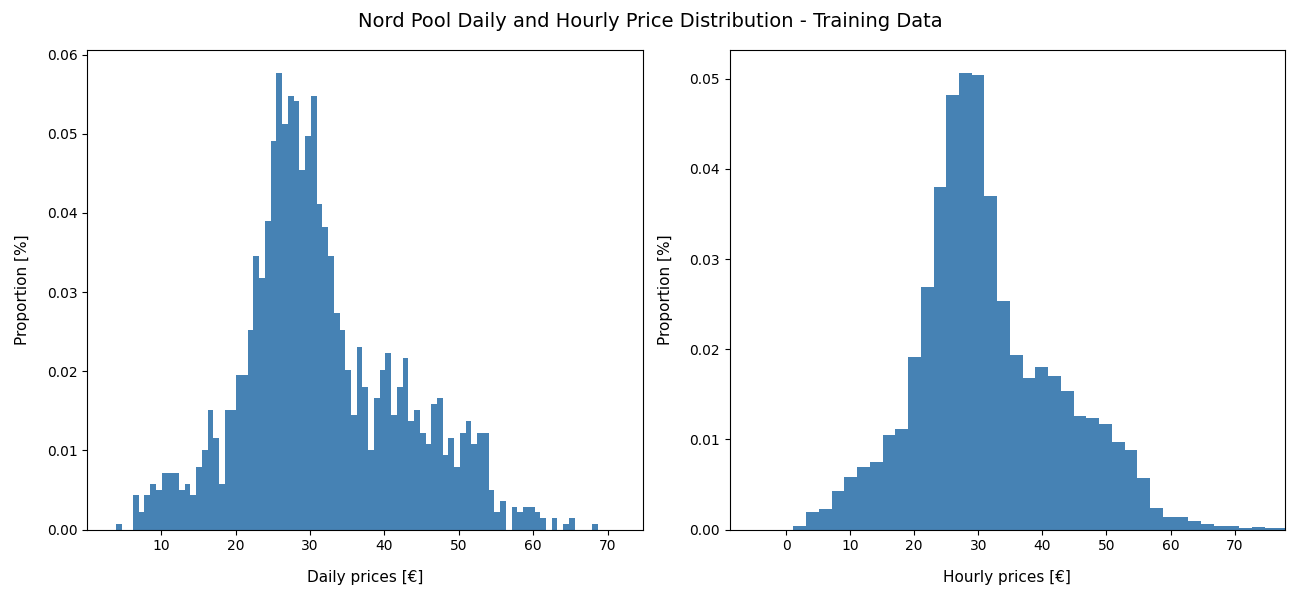 Nord Pool Daily and Hourly Price Distribution - Training Data
0.06
0.05
0.04
0.03
0.02
0.01
0.00
Proportion [%]
10 20 30 40 50 60 70
Daily prices [€]
0.05
0.04
0.03
0.02
0.01
0.00
Proportion [%]
0 10 20 30 40 50 60 70
Hourly prices [€]